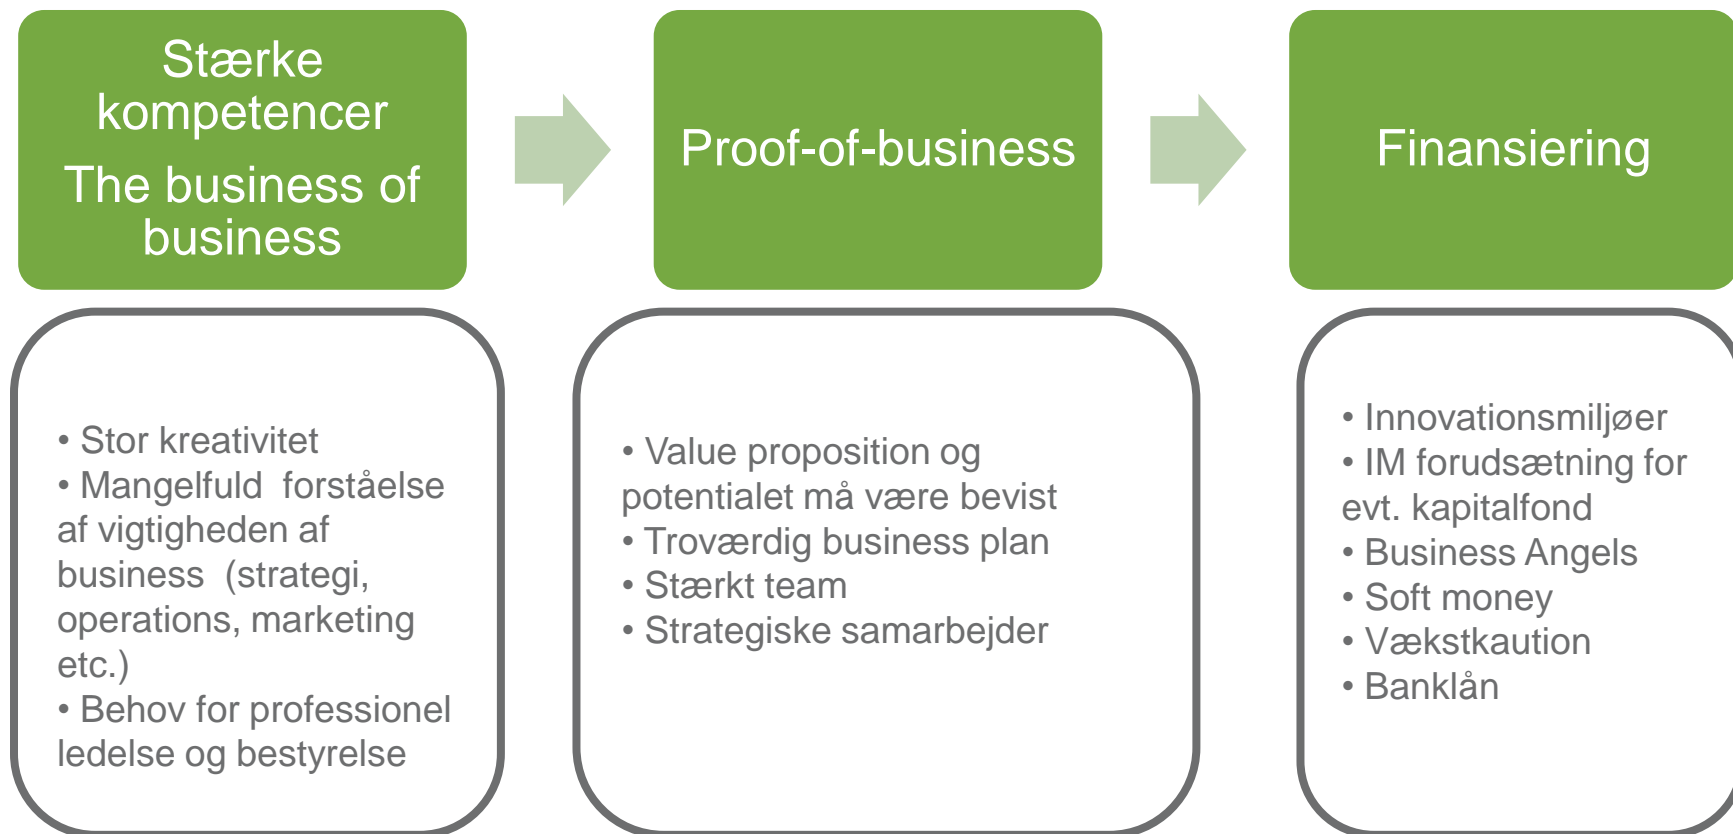 Stærke
kompetencer
The business of
business
Proof-of-business
Finansiering
• Stor kreativitet
• Mangelfuld  forståelse
af vigtigheden af
business  (strategi,
operations, marketing
etc.)
• Behov for professionel
ledelse og bestyrelse
• Value proposition og
potentialet må være bevist
• Troværdig business plan
• Stærkt team
• Strategiske samarbejder
• Innovationsmiljøer
• IM forudsætning for
evt. kapitalfond
• Business Angels
• Soft money
• Vækstkaution
• Banklån